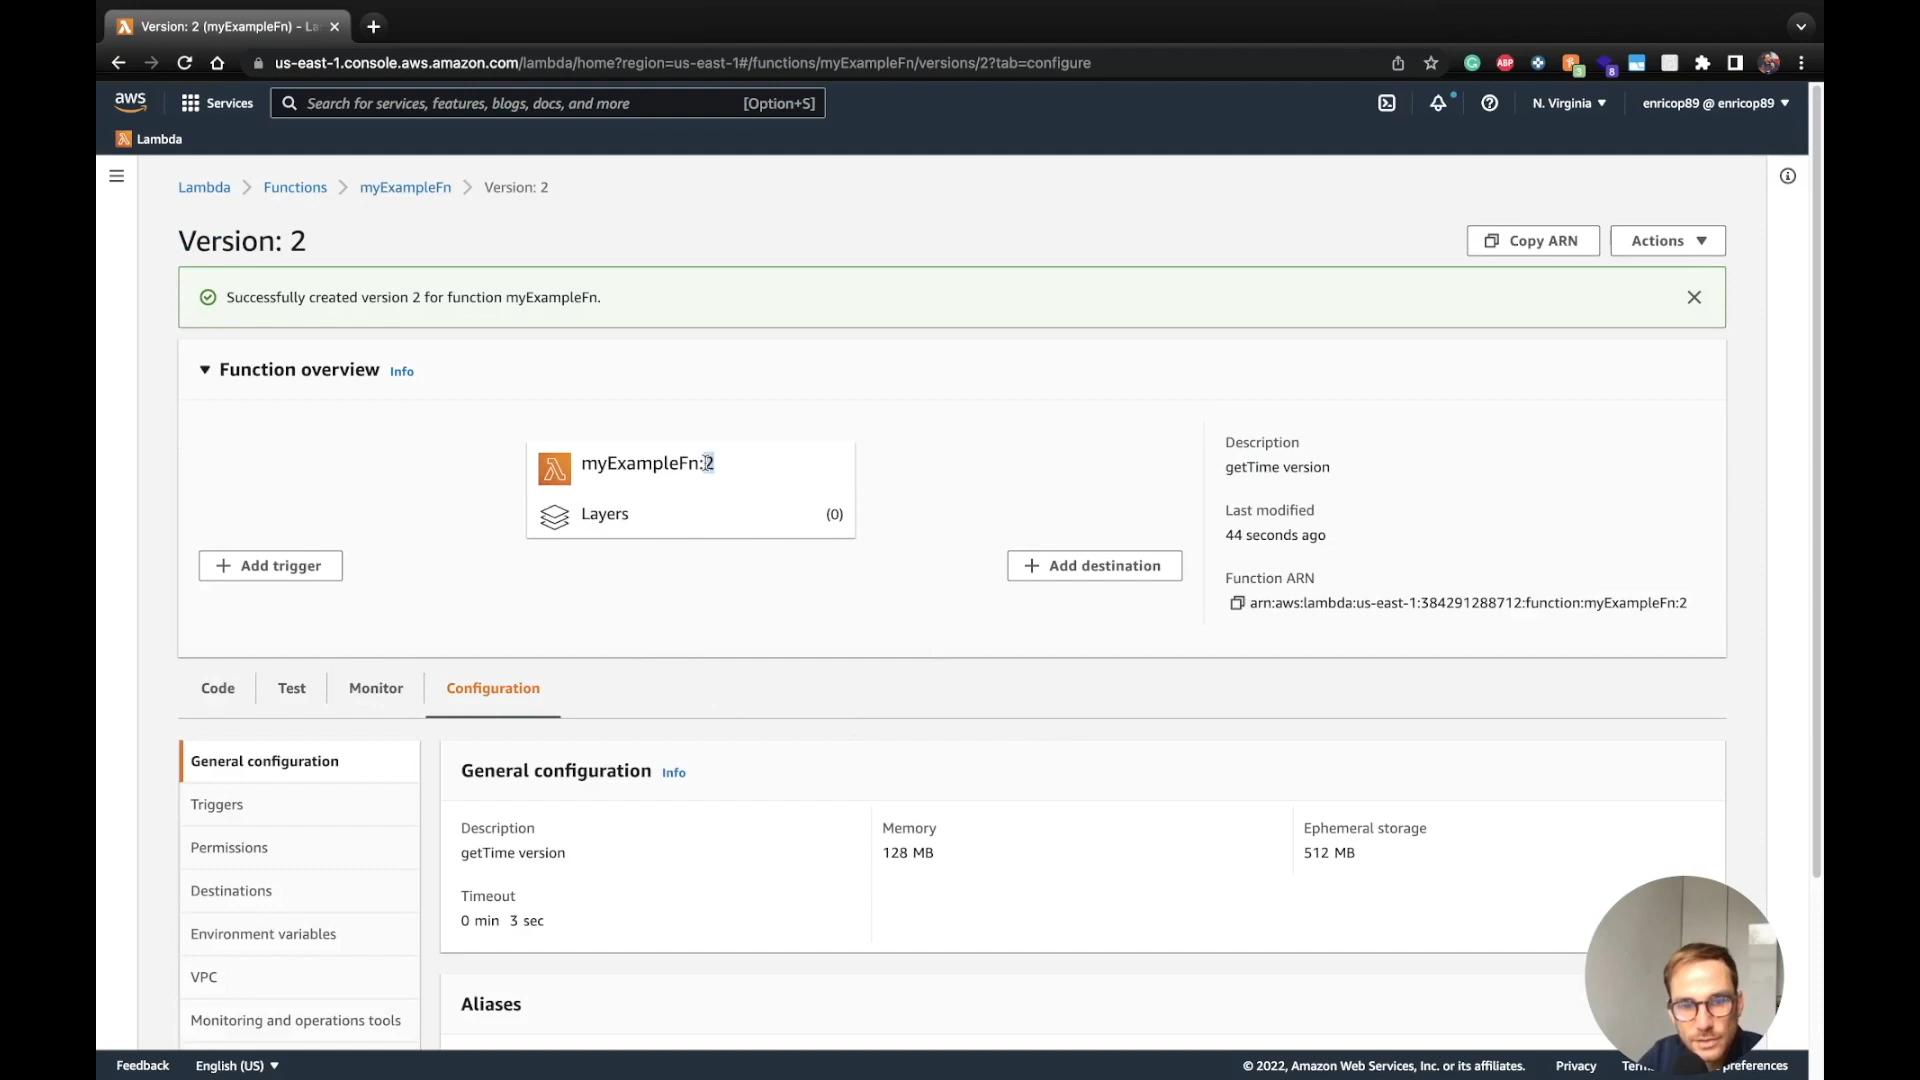 Version: 2 (myExampleFn) - La
us-east-1.console.aws.amazon.com/lambda/home?region=us-east-1#/functions/myExampleFn/versions/2?tab=configure
ABP
3
8
aws
Services
Search for services, features, blogs, docs, and more
[Option+S]
N. Virginia
enricop89 @ enricop89
Lambda
Lambda
Functions
myExampleFn
Version: 2
Version: 2
Copy ARN
Actions
Successfully created version 2 for function myExampleFn.
Function overview
Info
myExampleFn:2
Layers
(0)
Add trigger
Add destination
Description
getTime version
Last modified
44 seconds ago
Function ARN
arn:aws:lambda:us-east-1:384291288712:function:myExampleFn:2
Code
Test
Monitor
Configuration
General configuration
Triggers
Permissions
Destinations
Environment variables
VPC
Monitoring and operations tools
General configuration
Info
Description
getTime version
Memory
128 MB
Ephemeral storage
512 MB
Timeout
0 min 3 sec
Aliases
Feedback
English (US)
© 2022, Amazon Web Services, Inc. or its affiliates.
Privacy
preferences